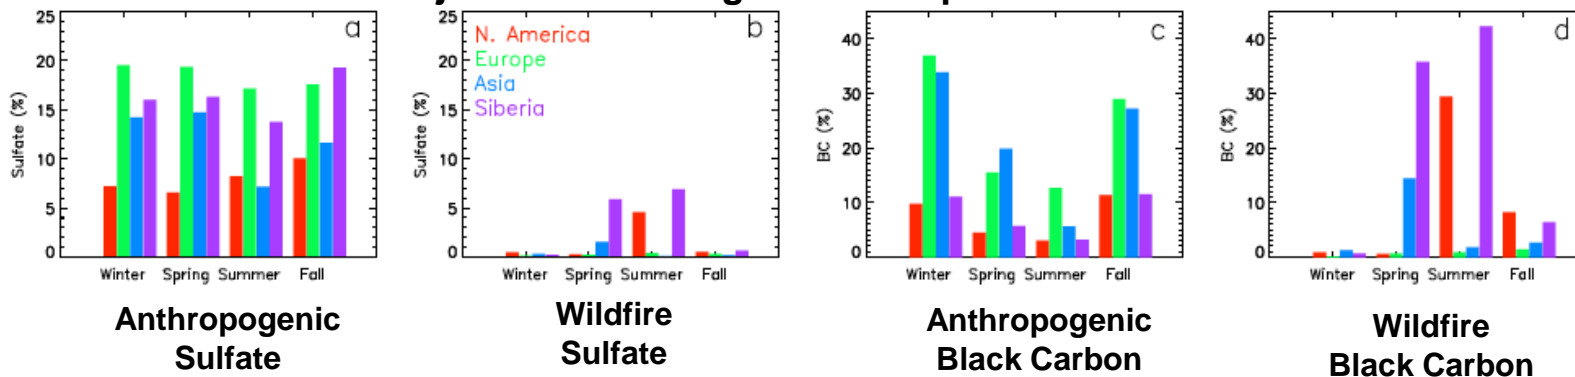 a
Sulfate (%)
25
20
15
10
5
0
Winter Spring Summer Fall
Anthropogenic
Sulfate
b
N. America
Europe
Asia
Siberia
Sulfate (%)
25
20
15
10
5
0
Winter Spring Summer Fall
Wildfire
Sulfate
c
BC (%)
40
30
20
10
0
Winter Spring Summer Fall
Anthropogenic
Black Carbon
d
BC (%)
40
30
20
10
0
Winter Spring Summer Fall
Wildfire
Black Carbon